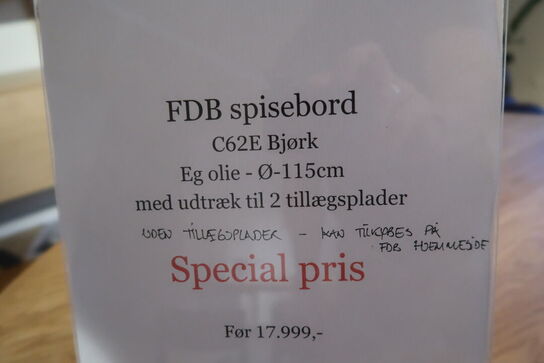 FDB spisebord
C62E Bjørk
Eg olie - Ø-115cm
med udtræk til 2 tillægsplader
UDEN TILLÆGSPLADER - KAN TILKØBES PÅ
FDB HJEMMESIDE
Special pris
Før 17.999,-